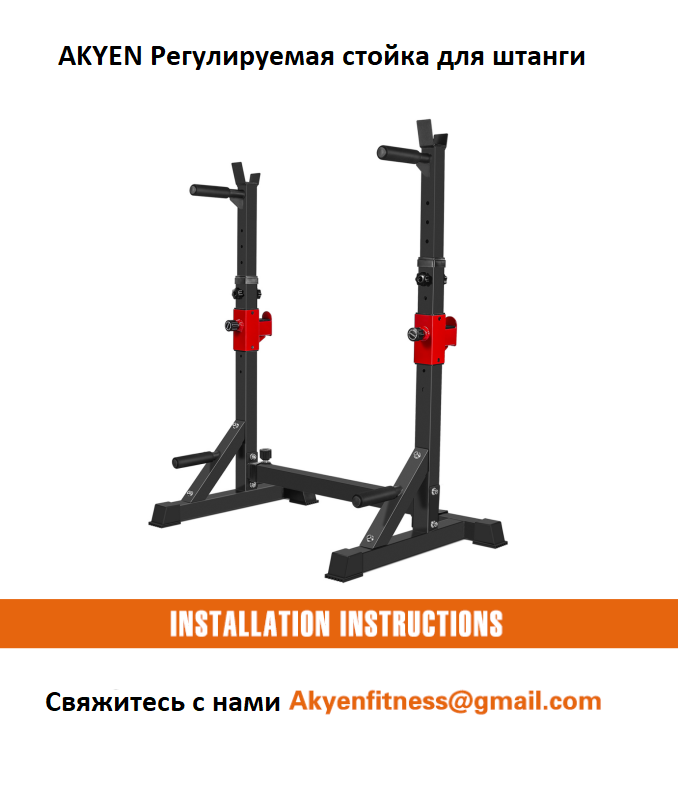 AKYEN Регулируемая стойка для штанги
INSTALLATION INSTRUCTIONS
Свяжитесь с нами Akyenfitness@gmail.com